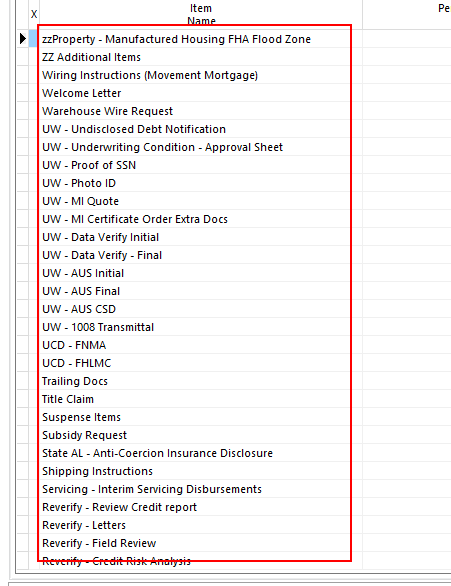 X
Item
Name
Pe
zzProperty - Manufactured Housing FHA Flood Zone
ZZ Additional Items
Wiring Instructions (Movement Mortgage)
Welcome Letter
Warehouse Wire Request
UW - Undisclosed Debt Notification
UW - Underwriting Condition - Approval Sheet
UW - Proof of SSN
UW - Photo ID
UW - MI Quote
UW - MI Certificate Order Extra Docs
UW - Data Verify Initial
UW - Data Verify - Final
UW - AUS Initial
UW - AUS Final
UW - AUS CSD
UW - 1008 Transmittal
UCD - FNMA
UCD - FHLMC
Trailing Docs
Title Claim
Suspense Items
Subsidy Request
State AL - Anti-Coercion Insurance Disclosure
Shipping Instructions
Servicing - Interim Servicing Disbursements
Reverify - Review Credit report
Reverify - Letters
Reverify - Field Review
Reverify - Credit Risk Analysis